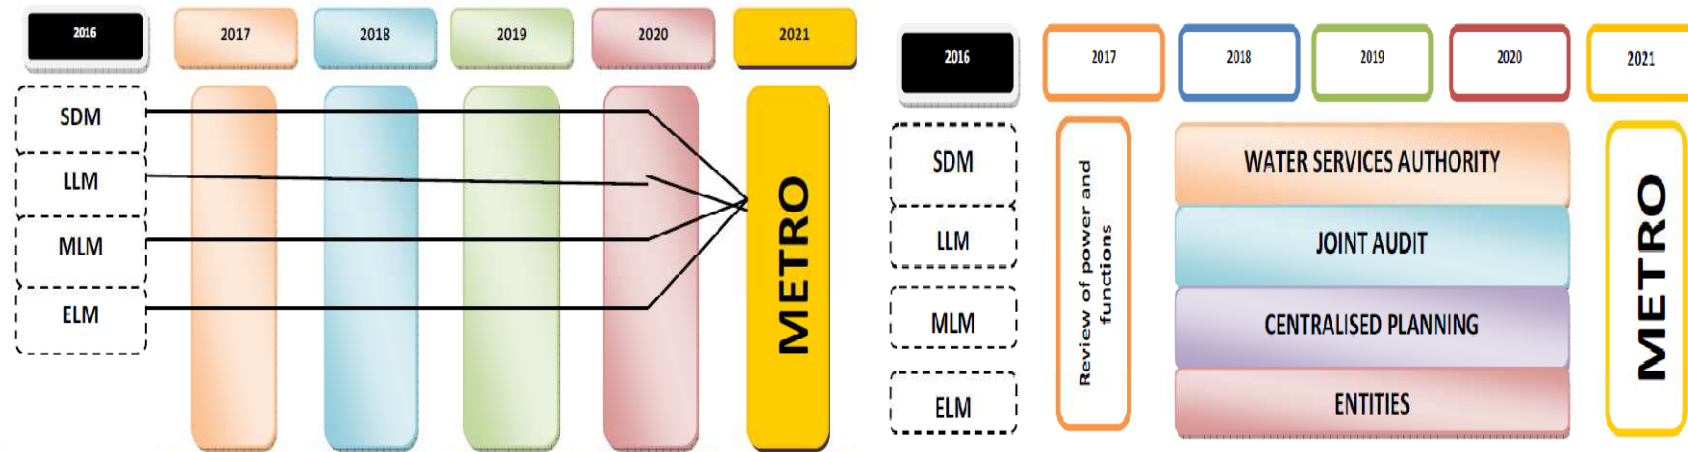 2016
2017
2018
2019
2020
2021
SDM
LLM
MLM
ELM
METRO
2016
2017
2018
2019
2020
2021
SDM
LLM
MLM
ELM
Review of power and
functions
WATER SERVICES AUTHORITY
JOINT AUDIT
CENTRALISED PLANNING
ENTITIES
METRO